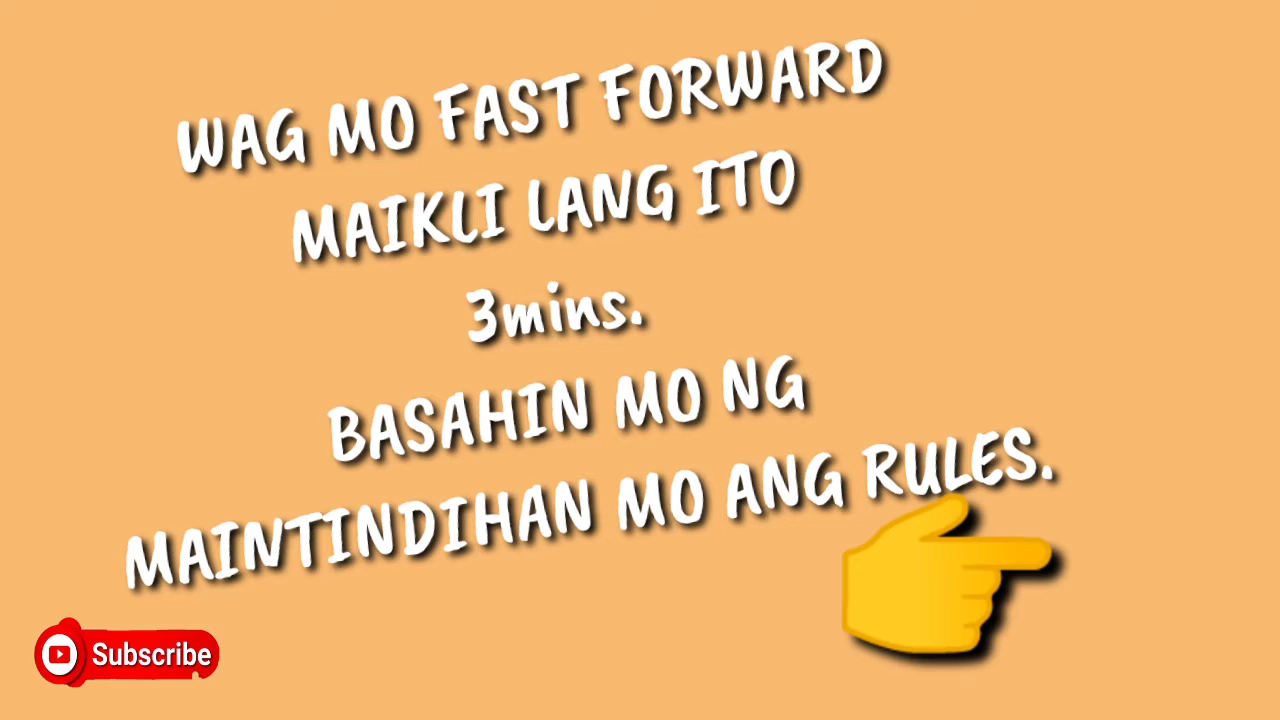 WAG MO FAST FORWARD
MAIKLI LANG ITO
3mins.
BASAHIN MO NG
MAINTINDIHAN MO ANG RULES.
Subscribe